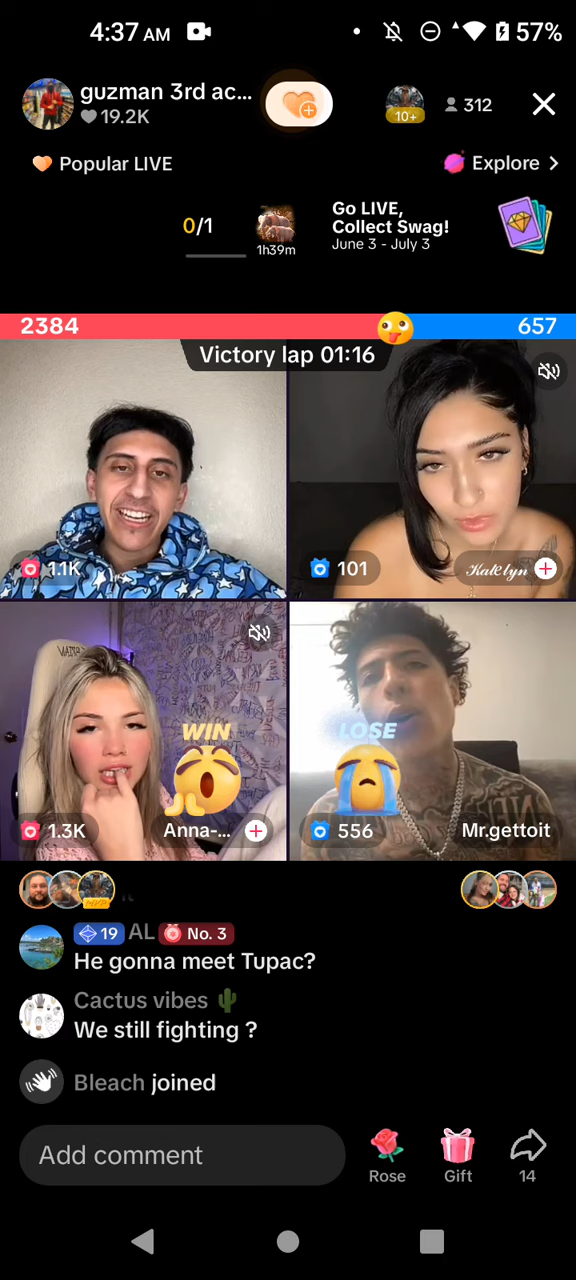 4:37 AM
57%
guzman 3rd ac...
19.2K
10+
312
Popular LIVE
Explore
0/1
1h39m
Go LIVE,
Collect Swag!
June 3 - July 3
2384
657
Victory lap 01:16
1.1K
101
Katelyn
WIN
LOSE
1.3K
Anna-...
556
Mr.gettoit
19 AL No. 3
He gonna meet Tupac?
Cactus vibes 🌵
We still fighting ?
Bleach joined
Add comment
Rose
Gift
14